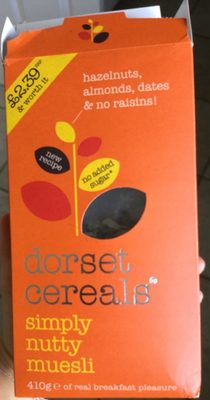 £2.39
& worth it
hazelnuts,
almonds, dates
& no raisins!
new
recipe
no added
sugar*
dorset
cereals
simply
nutty
muesli
410g e of real breakfast pleasure